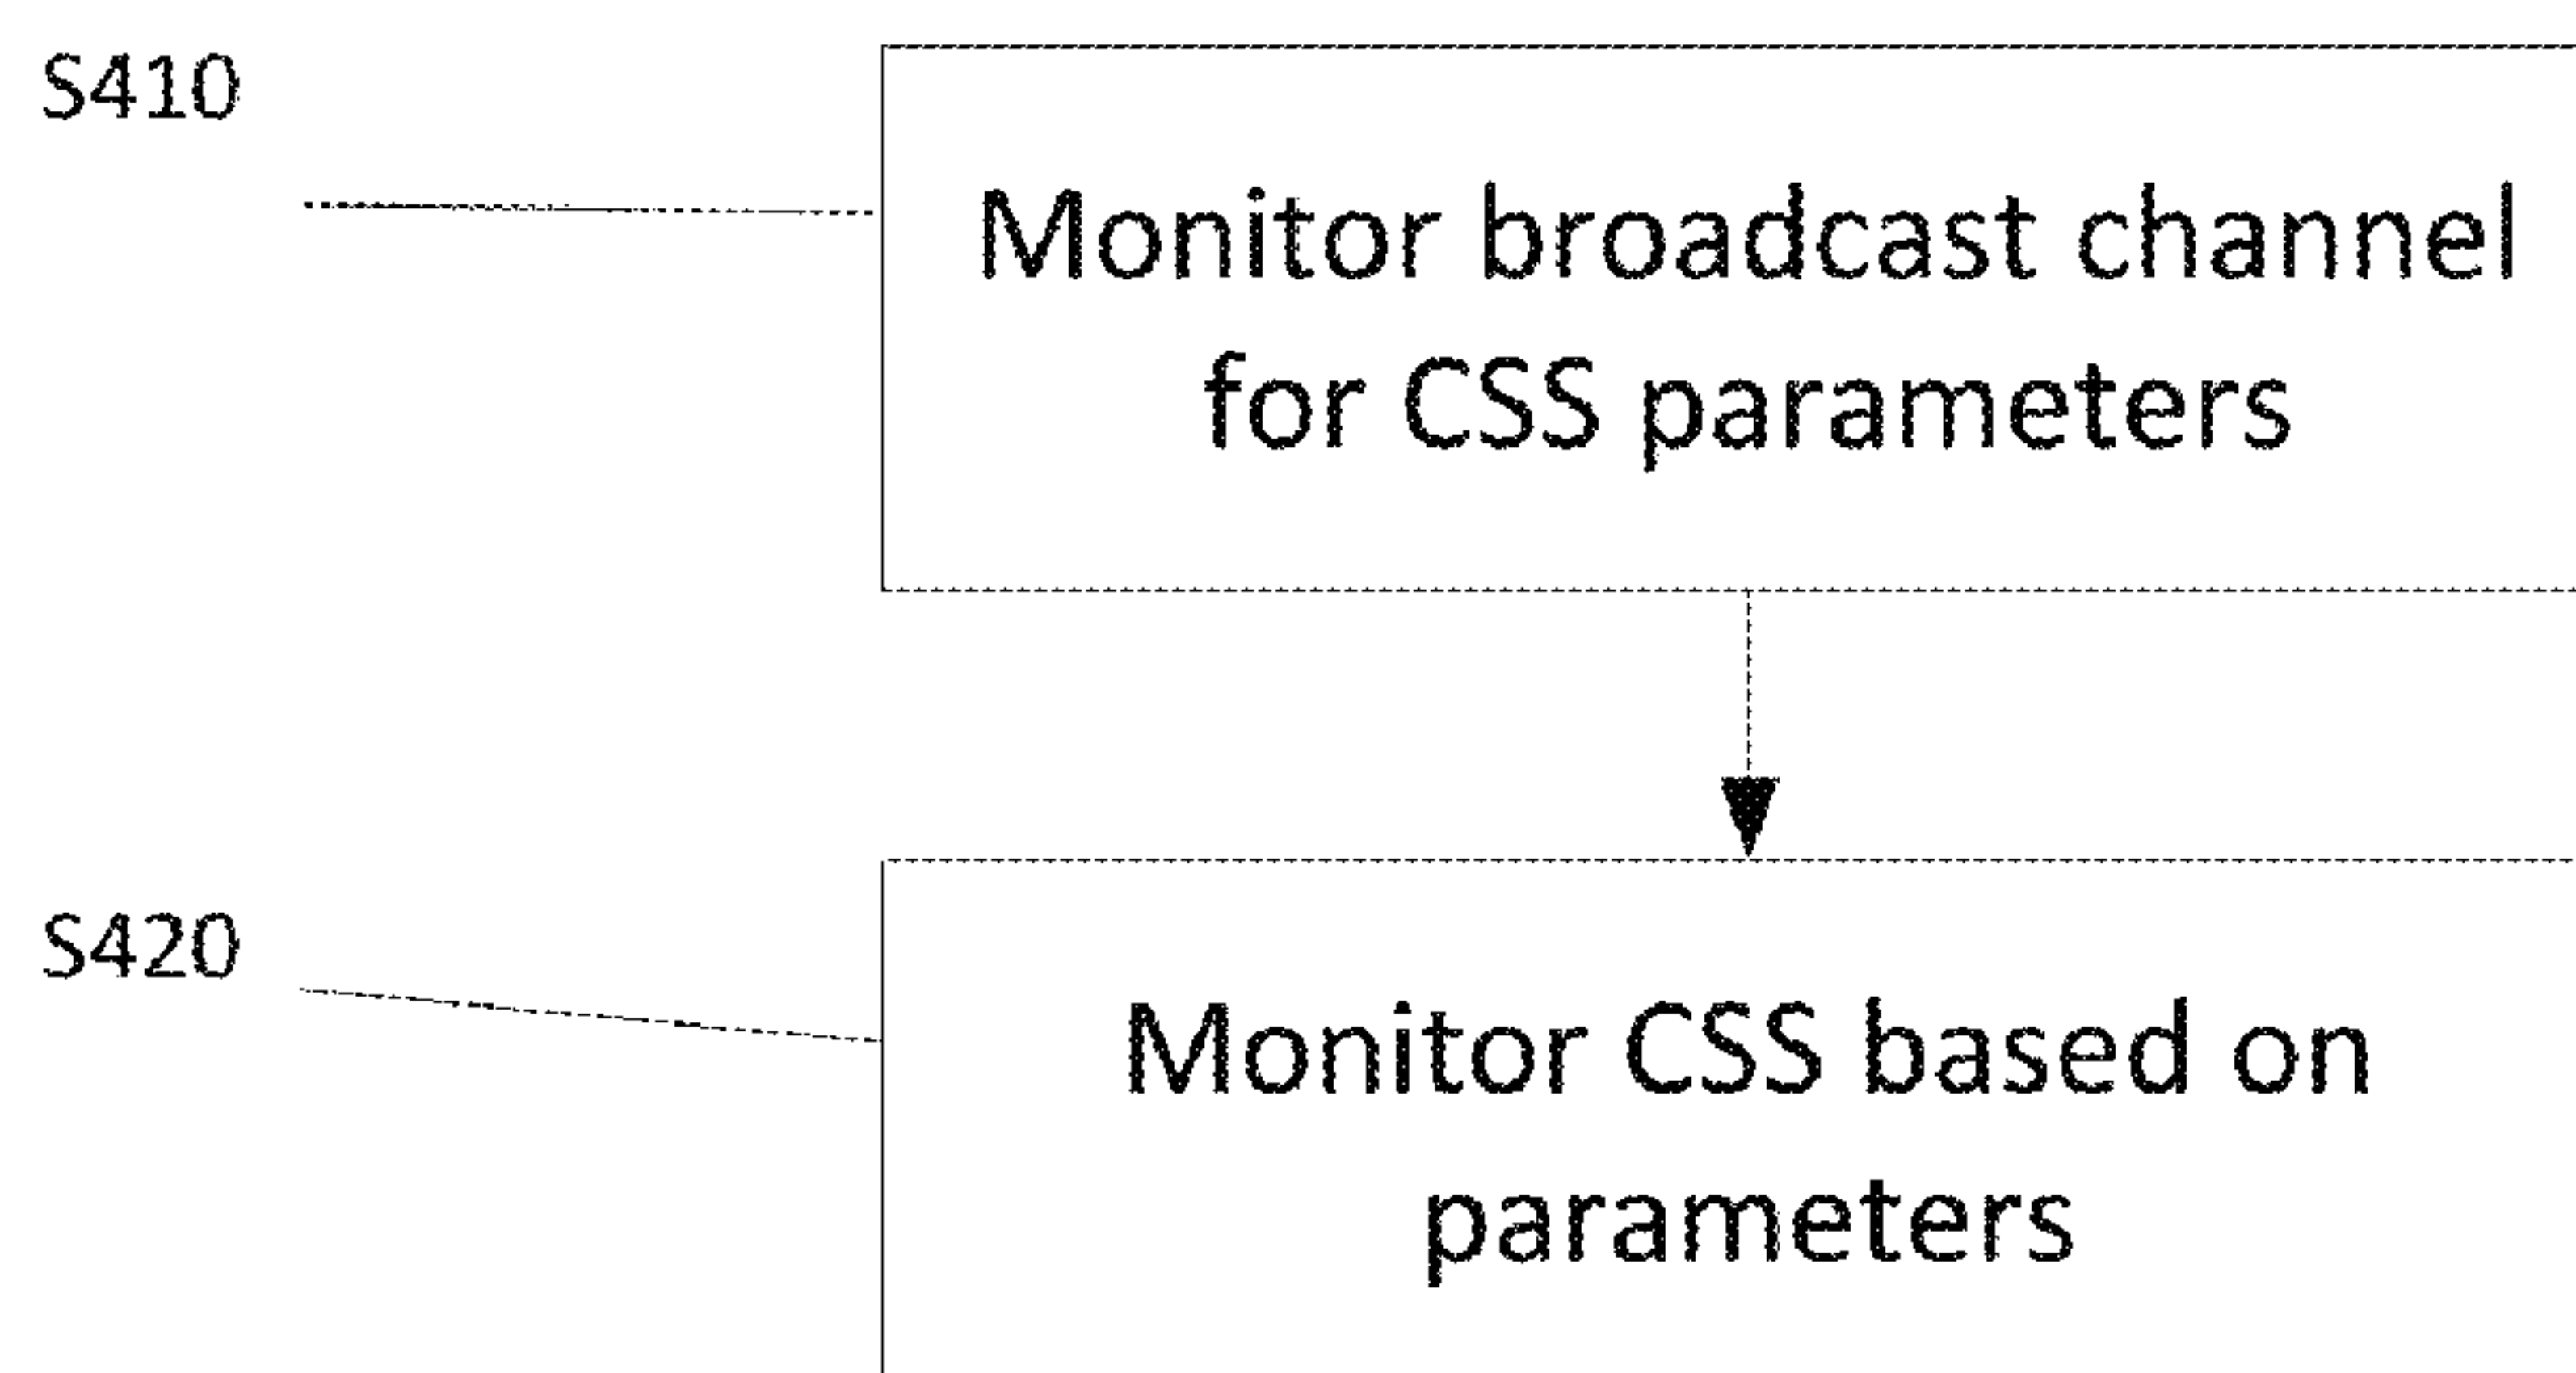 S410
Monitor broadcast channel
for CSS parameters
S420
Monitor CSS based on
parameters